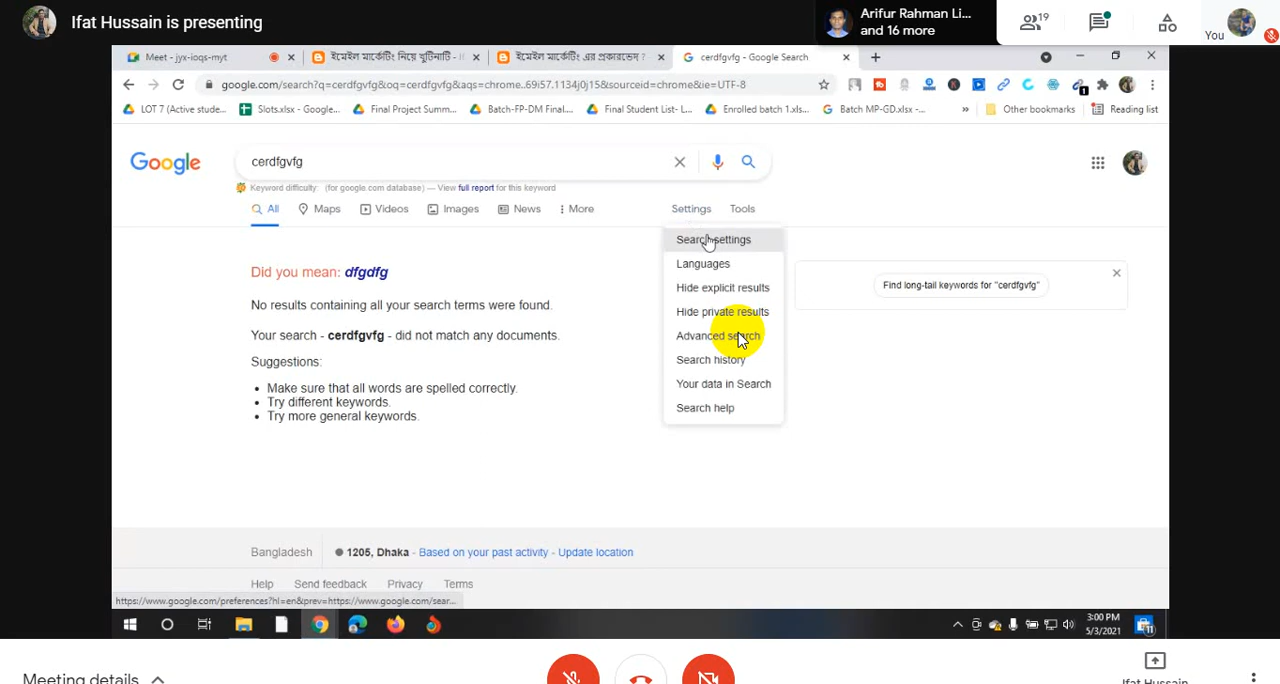 Ifat Hussain is presenting
Arifur Rahman Li...
and 16 more
19
You
Meet - jyx-ioqs-myt
ইমেইল মার্কেটিং নিয়ে খুটিনাটি - 
ইমেইল মার্কেটিং এর প্রকারভেদ ?
cerdfgvfg - Google Search
google.com/search?q=cerdfgvfg&oq=cerdfgvfg&aqs=chrome..69i57.1134j0j15&sourceid=chrome&ie=UTF-8
1
LOT 7 (Active stude...
Slots.xlsx - Google...
Final Project Summ...
Batch-FP-DM Final...
Final Student List- L...
Enrolled batch 1.xls...
Batch MP-GD.xlsx -...
»
Other bookmarks
Reading list
Google
cerdfgvfg
Keyword difficulty: (for google.com database) — View full report for this keyword
All
Maps
Videos
Images
News
More
Settings
Tools
Search settings
Languages
Hide explicit results
Hide private results
Advanced search
Search history
Your data in Search
Search help
Did you mean: dfgdfg
No results containing all your search terms were found.
Your search - cerdfgvfg - did not match any documents.
Suggestions:
• Make sure that all words are spelled correctly.
• Try different keywords.
• Try more general keywords.
Find long-tail keywords for "cerdfgvfg"
Bangladesh
1205, Dhaka - Based on your past activity - Update location
Help
Send feedback
Privacy
Terms
https://www.google.com/preferences?hl=en&prev=https://www.google.com/sear...
3:00 PM
5/3/2021
11
Meeting details
Ifat Hussain